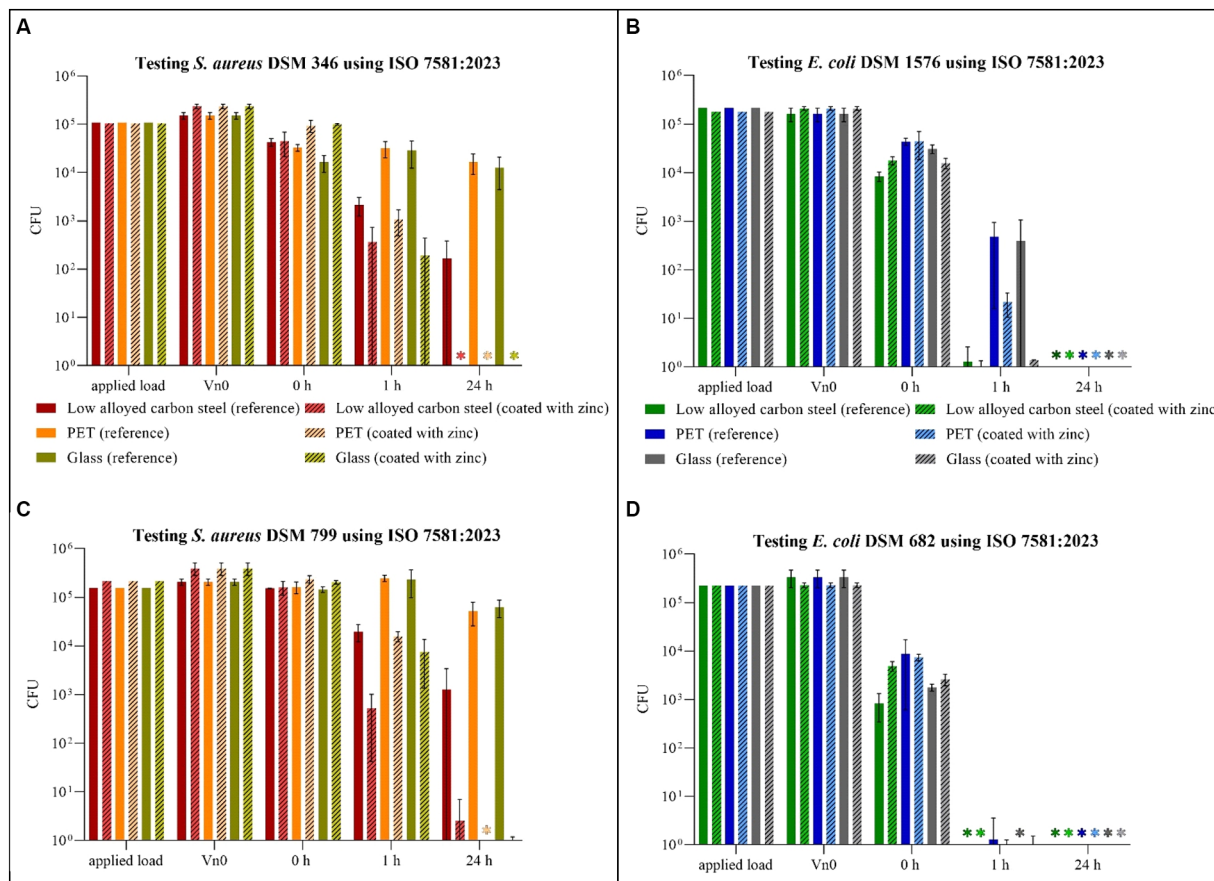 A
Testing S. aureus DSM 346 using ISO 7581:2023
10⁶
10⁵
10⁴
10³
10²
10¹
10⁰
CFU
* * *
applied load Vn0 0 h 1 h 24 h
Low alloyed carbon steel (reference) Low alloyed carbon steel (coated with zinc)
PET (reference) PET (coated with zinc)
Glass (reference) Glass (coated with zinc)
B
Testing E. coli DSM 1576 using ISO 7581:2023
10⁶
10⁵
10⁴
10³
10²
10¹
10⁰
CFU
* * * * * *
applied load Vn0 0 h 1 h 24 h
Low alloyed carbon steel (reference) Low alloyed carbon steel (coated with zinc)
PET (reference) PET (coated with zinc)
Glass (reference) Glass (coated with zinc)
C
Testing S. aureus DSM 799 using ISO 7581:2023
10⁶
10⁵
10⁴
10³
10²
10¹
10⁰
CFU
*
applied load Vn0 0 h 1 h 24 h
D
Testing E. coli DSM 682 using ISO 7581:2023
10⁶
10⁵
10⁴
10³
10²
10¹
10⁰
CFU
* * * * * * * * *
applied load Vn0 0 h 1 h 24 h